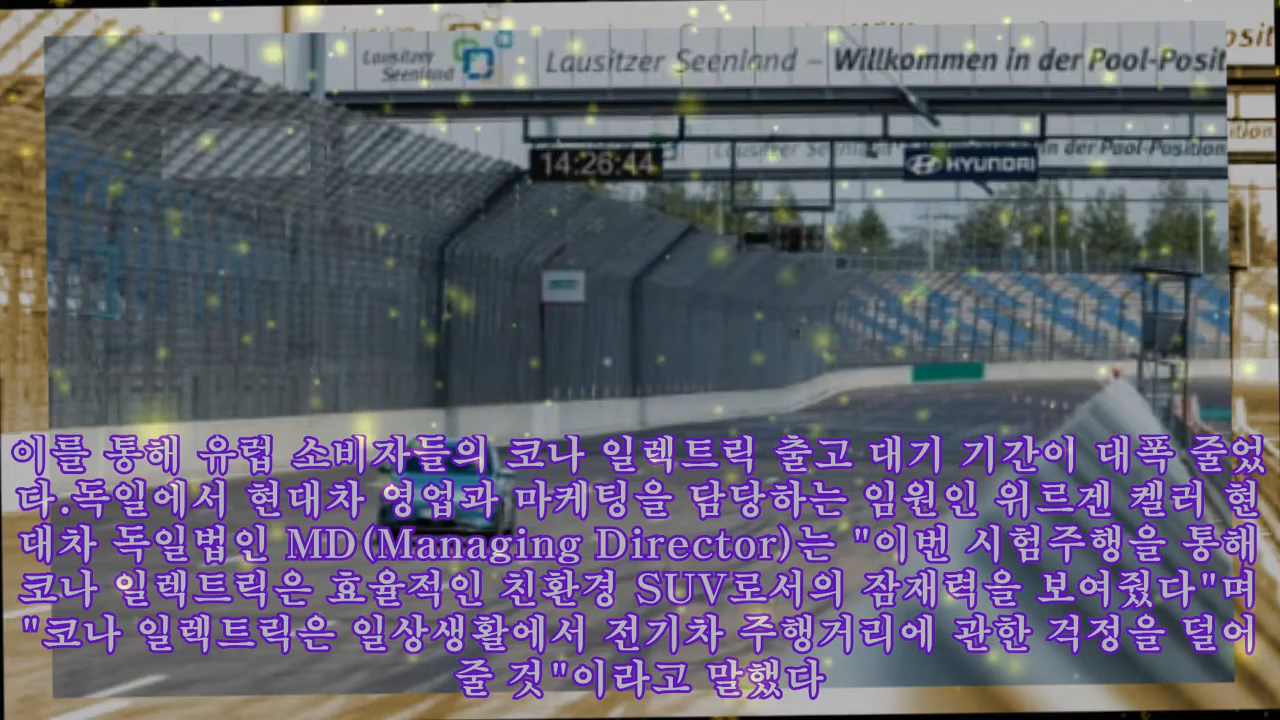 Lausitzer
Seenland
Lausitzer Seenland – Willkommen in der Pool-Posit
osit
ition
in der Pool-Position
14:26:44
HYUNDAI
이를 통해 유럽 소비자들의 코나 일렉트릭 출고 대기 기간이 대폭 줄었
다.독일에서 현대차 영업과 마케팅을 담당하는 임원인 위르겐 켈러 현
대차 독일법인 MD(Managing Director)는 "이번 시험주행을 통해
코나 일렉트릭은 효율적인 친환경 SUV로서의 잠재력을 보여줬다"며
"코나 일렉트릭은 일상생활에서 전기차 주행거리에 관한 걱정을 덜어
줄 것"이라고 말했다